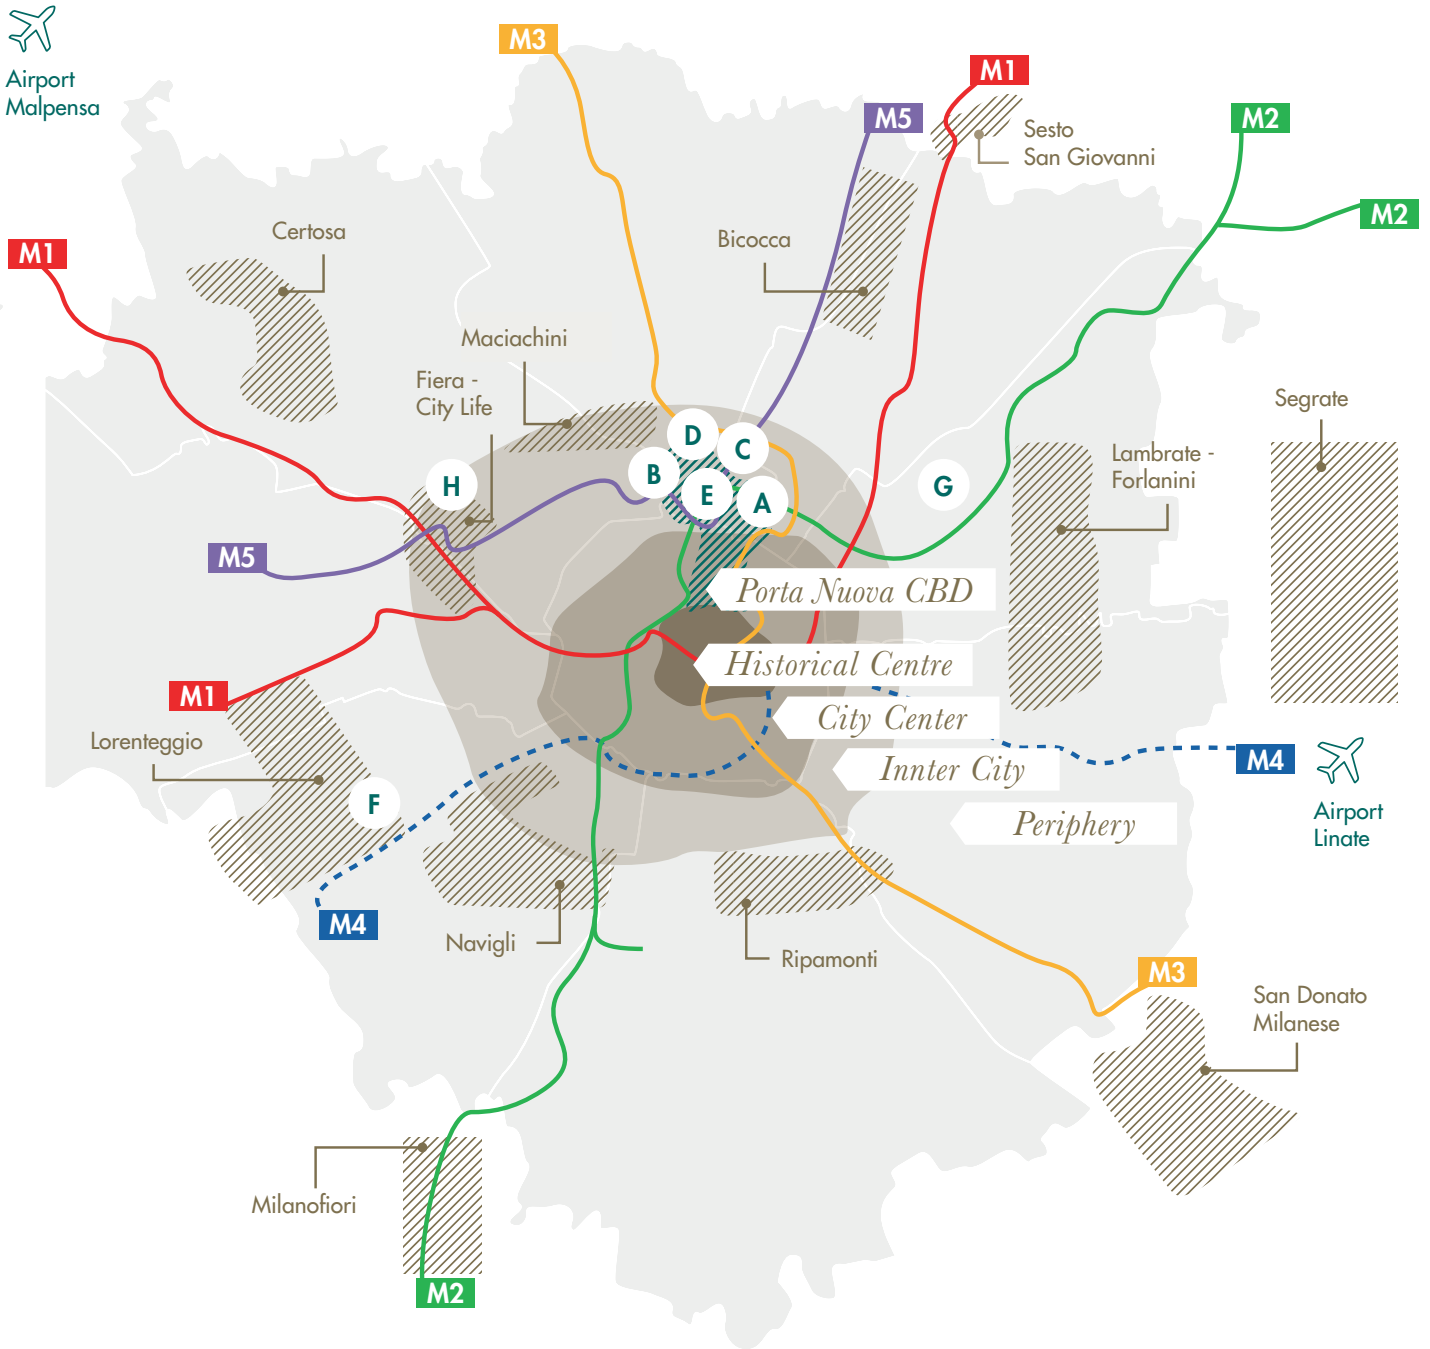 Airport
Malpensa
M3
M1
M5
M2
Sesto
San Giovanni
M2
M1
Certosa
Bicocca
Maciachini
Fiera -
City Life
Segrate
D
C
B
E
A
H
G
Lambrate -
Forlanini
M5
Porta Nuova CBD
Historical Centre
M1
City Center
Lorenteggio
Innter City
M4
F
Periphery
Airport
Linate
M4
Navigli
Ripamonti
M3
San Donato
Milanese
Milanofiori
M2